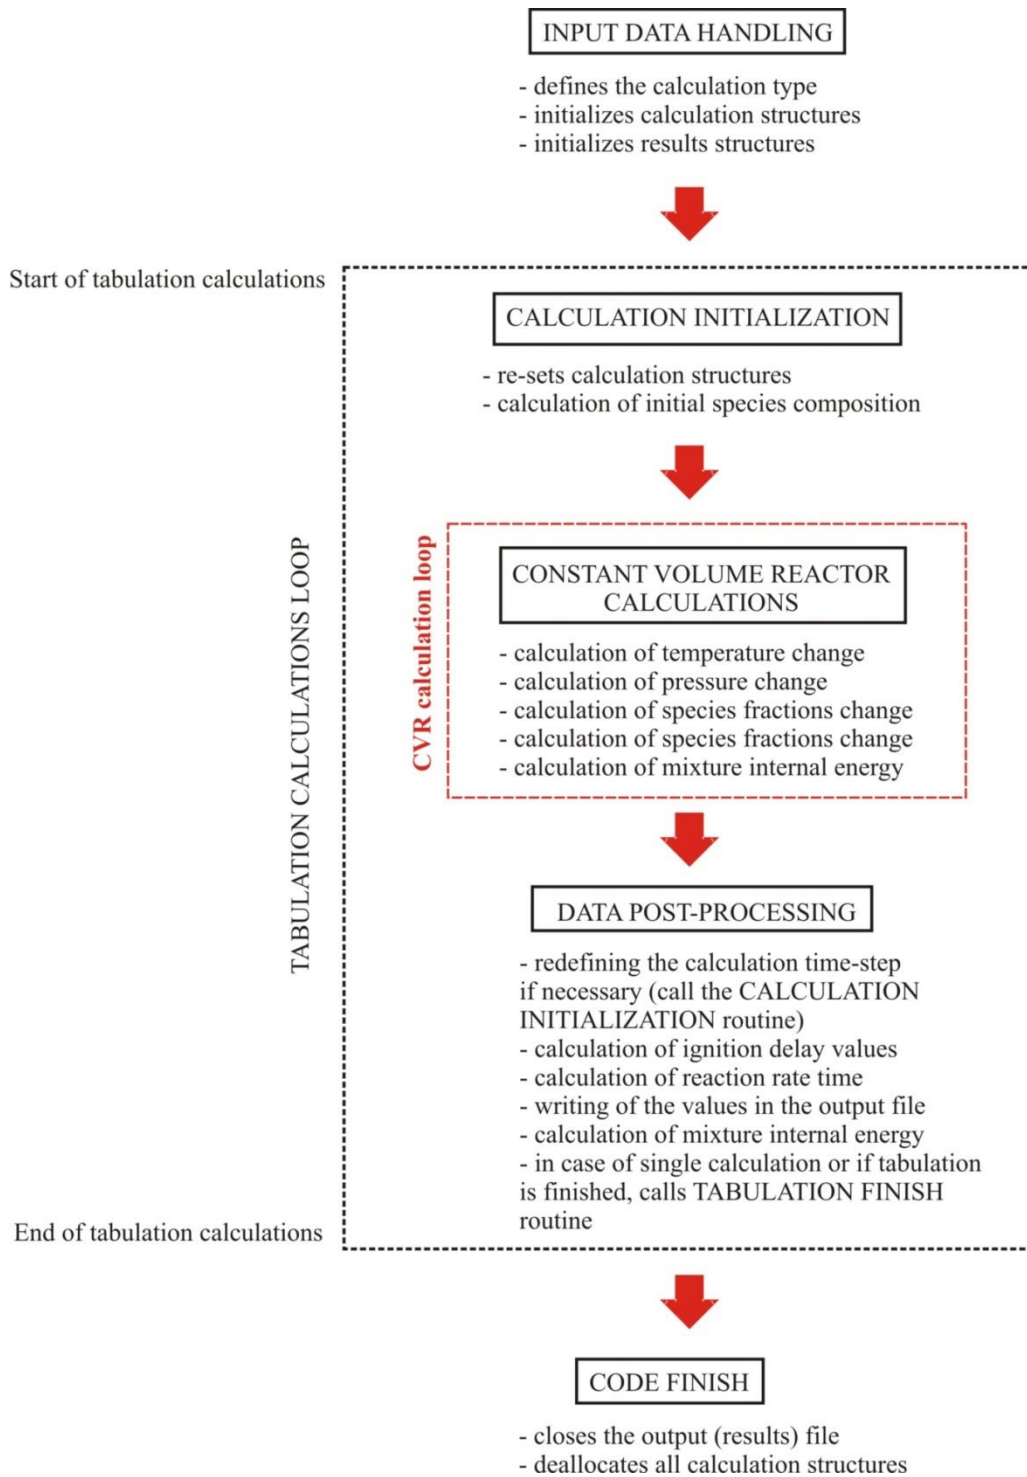 INPUT DATA HANDLING
- defines the calculation type
- initializes calculation structures
- initializes results structures
Start of tabulation calculations
CALCULATION INITIALIZATION
- re-sets calculation structures
- calculation of initial species composition
TABULATION CALCULATIONS LOOP
CVR calculation loop
CONSTANT VOLUME REACTOR
CALCULATIONS
- calculation of temperature change
- calculation of pressure change
- calculation of species fractions change
- calculation of species fractions change
- calculation of mixture internal energy
DATA POST-PROCESSING
- redefining the calculation time-step
if necessary (call the CALCULATION
INITIALIZATION routine)
- calculation of ignition delay values
- calculation of reaction rate time
- writing of the values in the output file
- calculation of mixture internal energy
- in case of single calculation or if tabulation
is finished, calls TABULATION FINISH
routine
End of tabulation calculations
CODE FINISH
- closes the output (results) file
- deallocates all calculation structures